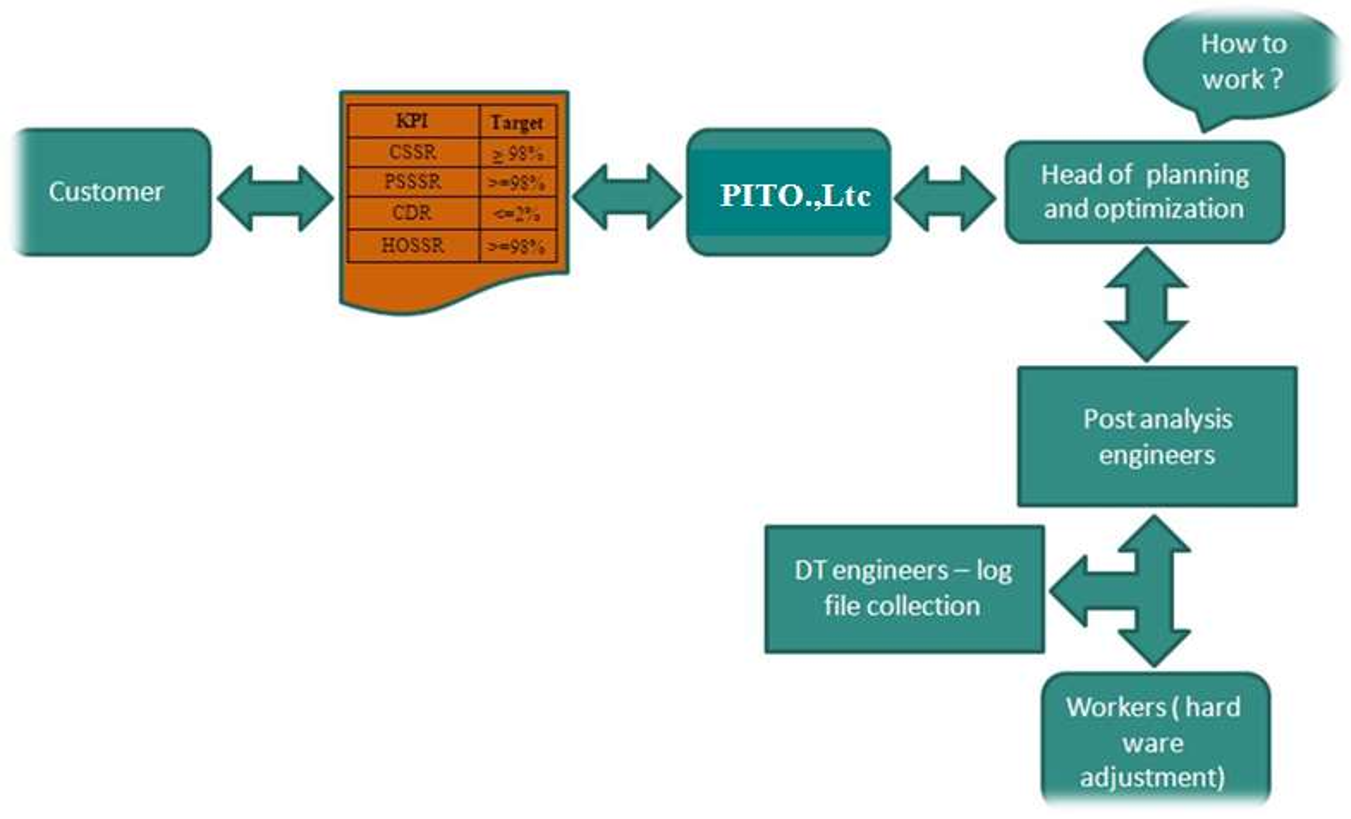 How to
work ?
Customer
KPI Target
CSSR ≥ 98%
PSSSR >=98%
CDR <=2%
HOSSR >=98%
PITO.,Ltc
Head of planning
and optimization
Post analysis
engineers
DT engineers – log
file collection
Workers ( hard
ware
adjustment)